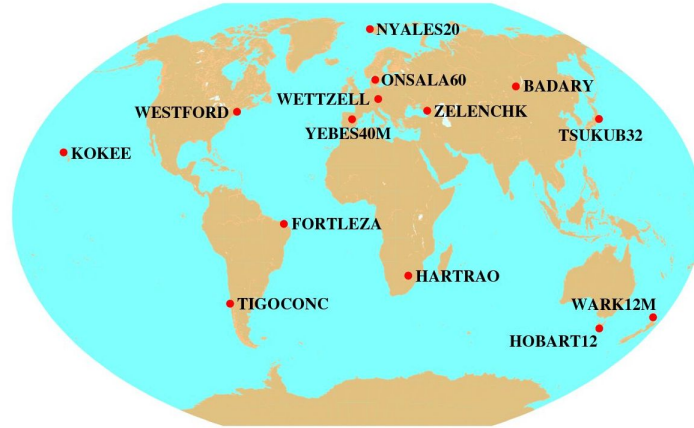 NYALES20
ONSALA60
BADARY
WETTZELL
WESTFORD
ZELENCHK
YEBES40M
TSUKUB32
KOKEE
FORTLEZA
HARTRAO
TIGOCONC
WARK12M
HOBART12